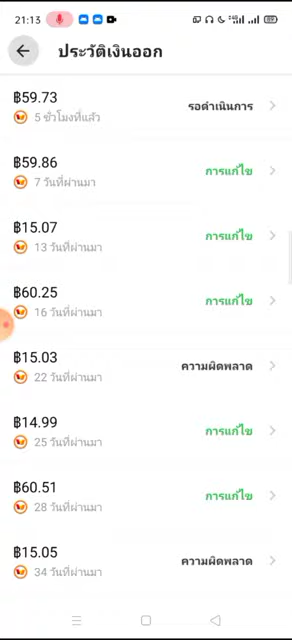 21:13
ประวัติเงินออก
฿59.73
รอดำเนินการ
5 ชั่วโมงที่แล้ว
฿59.86
การแก้ไข
7 วันที่ผ่านมา
฿15.07
การแก้ไข
13 วันที่ผ่านมา
฿60.25
การแก้ไข
16 วันที่ผ่านมา
฿15.03
ความผิดพลาด
22 วันที่ผ่านมา
฿14.99
การแก้ไข
25 วันที่ผ่านมา
฿60.51
การแก้ไข
28 วันที่ผ่านมา
฿15.05
ความผิดพลาด
34 วันที่ผ่านมา